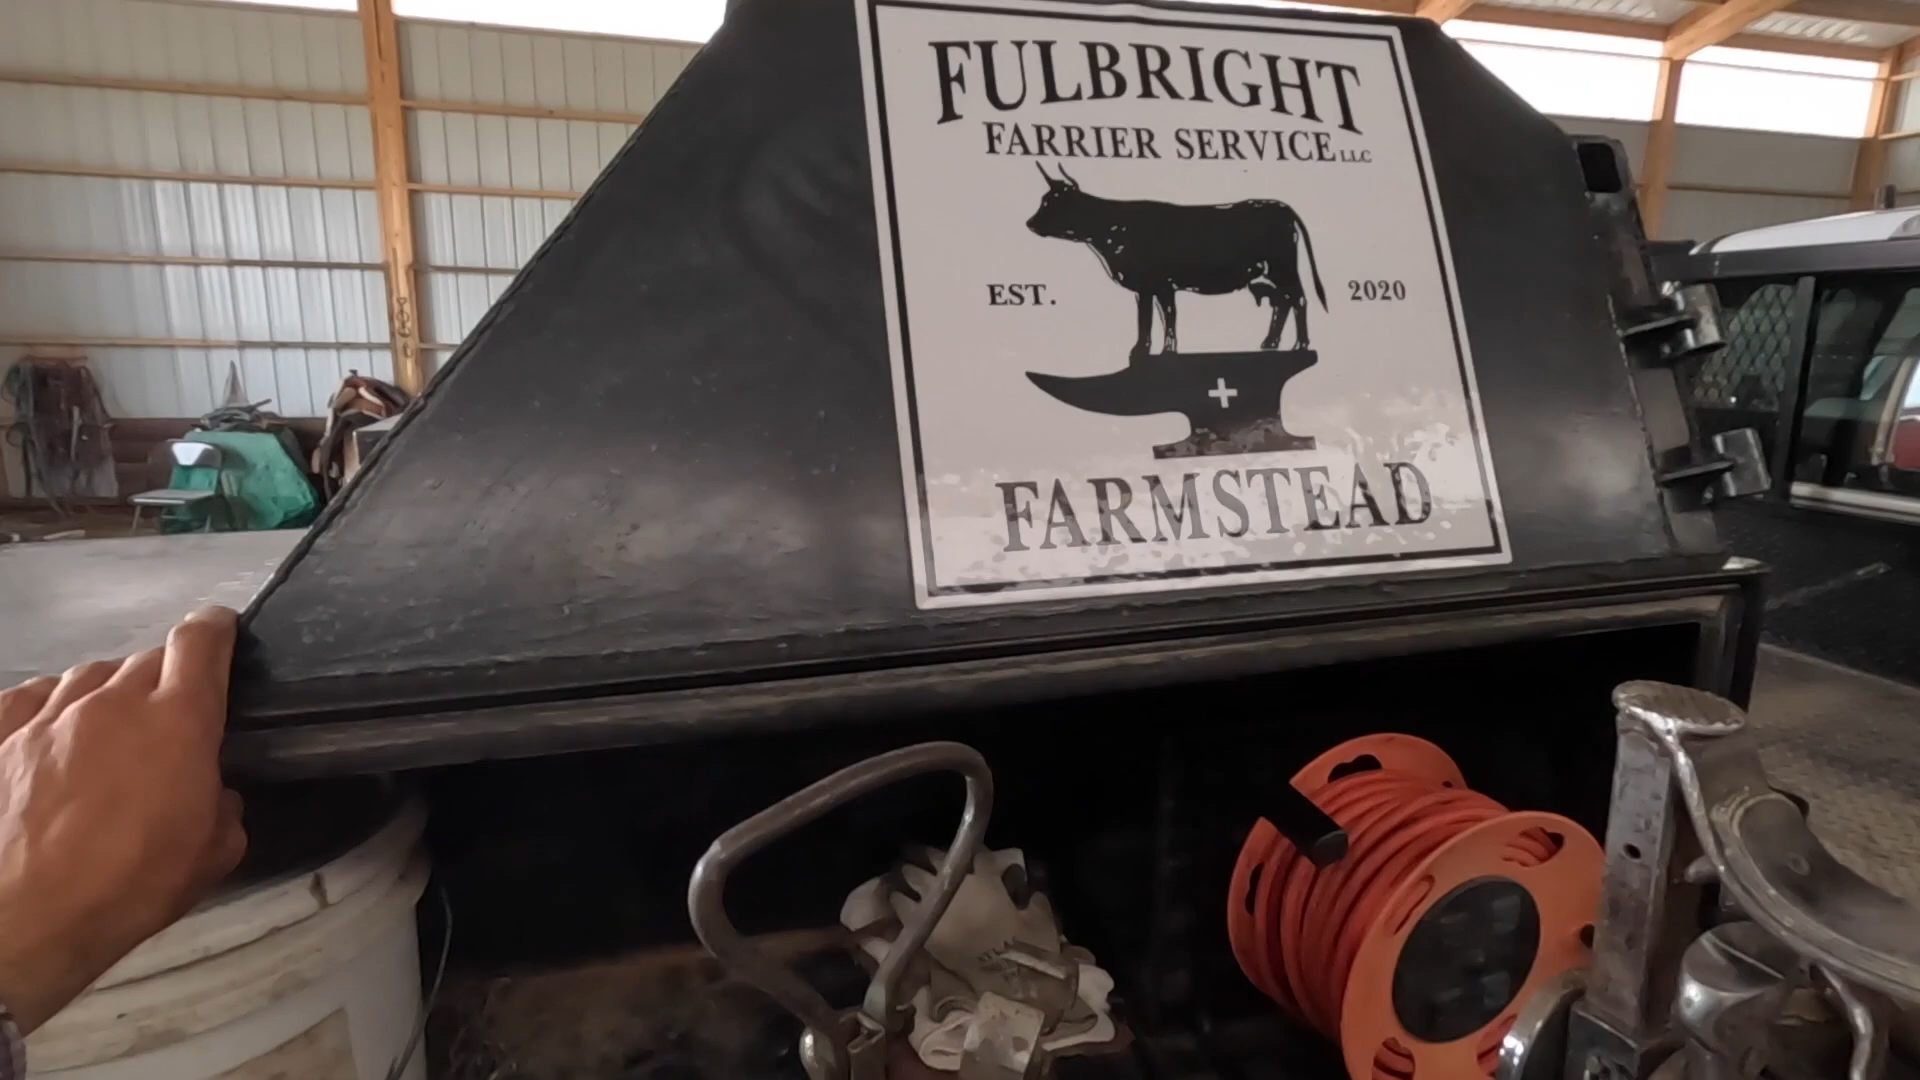 FULBRIGHT
FARRIER SERVICE LLC
EST. 2020
FARMSTEAD